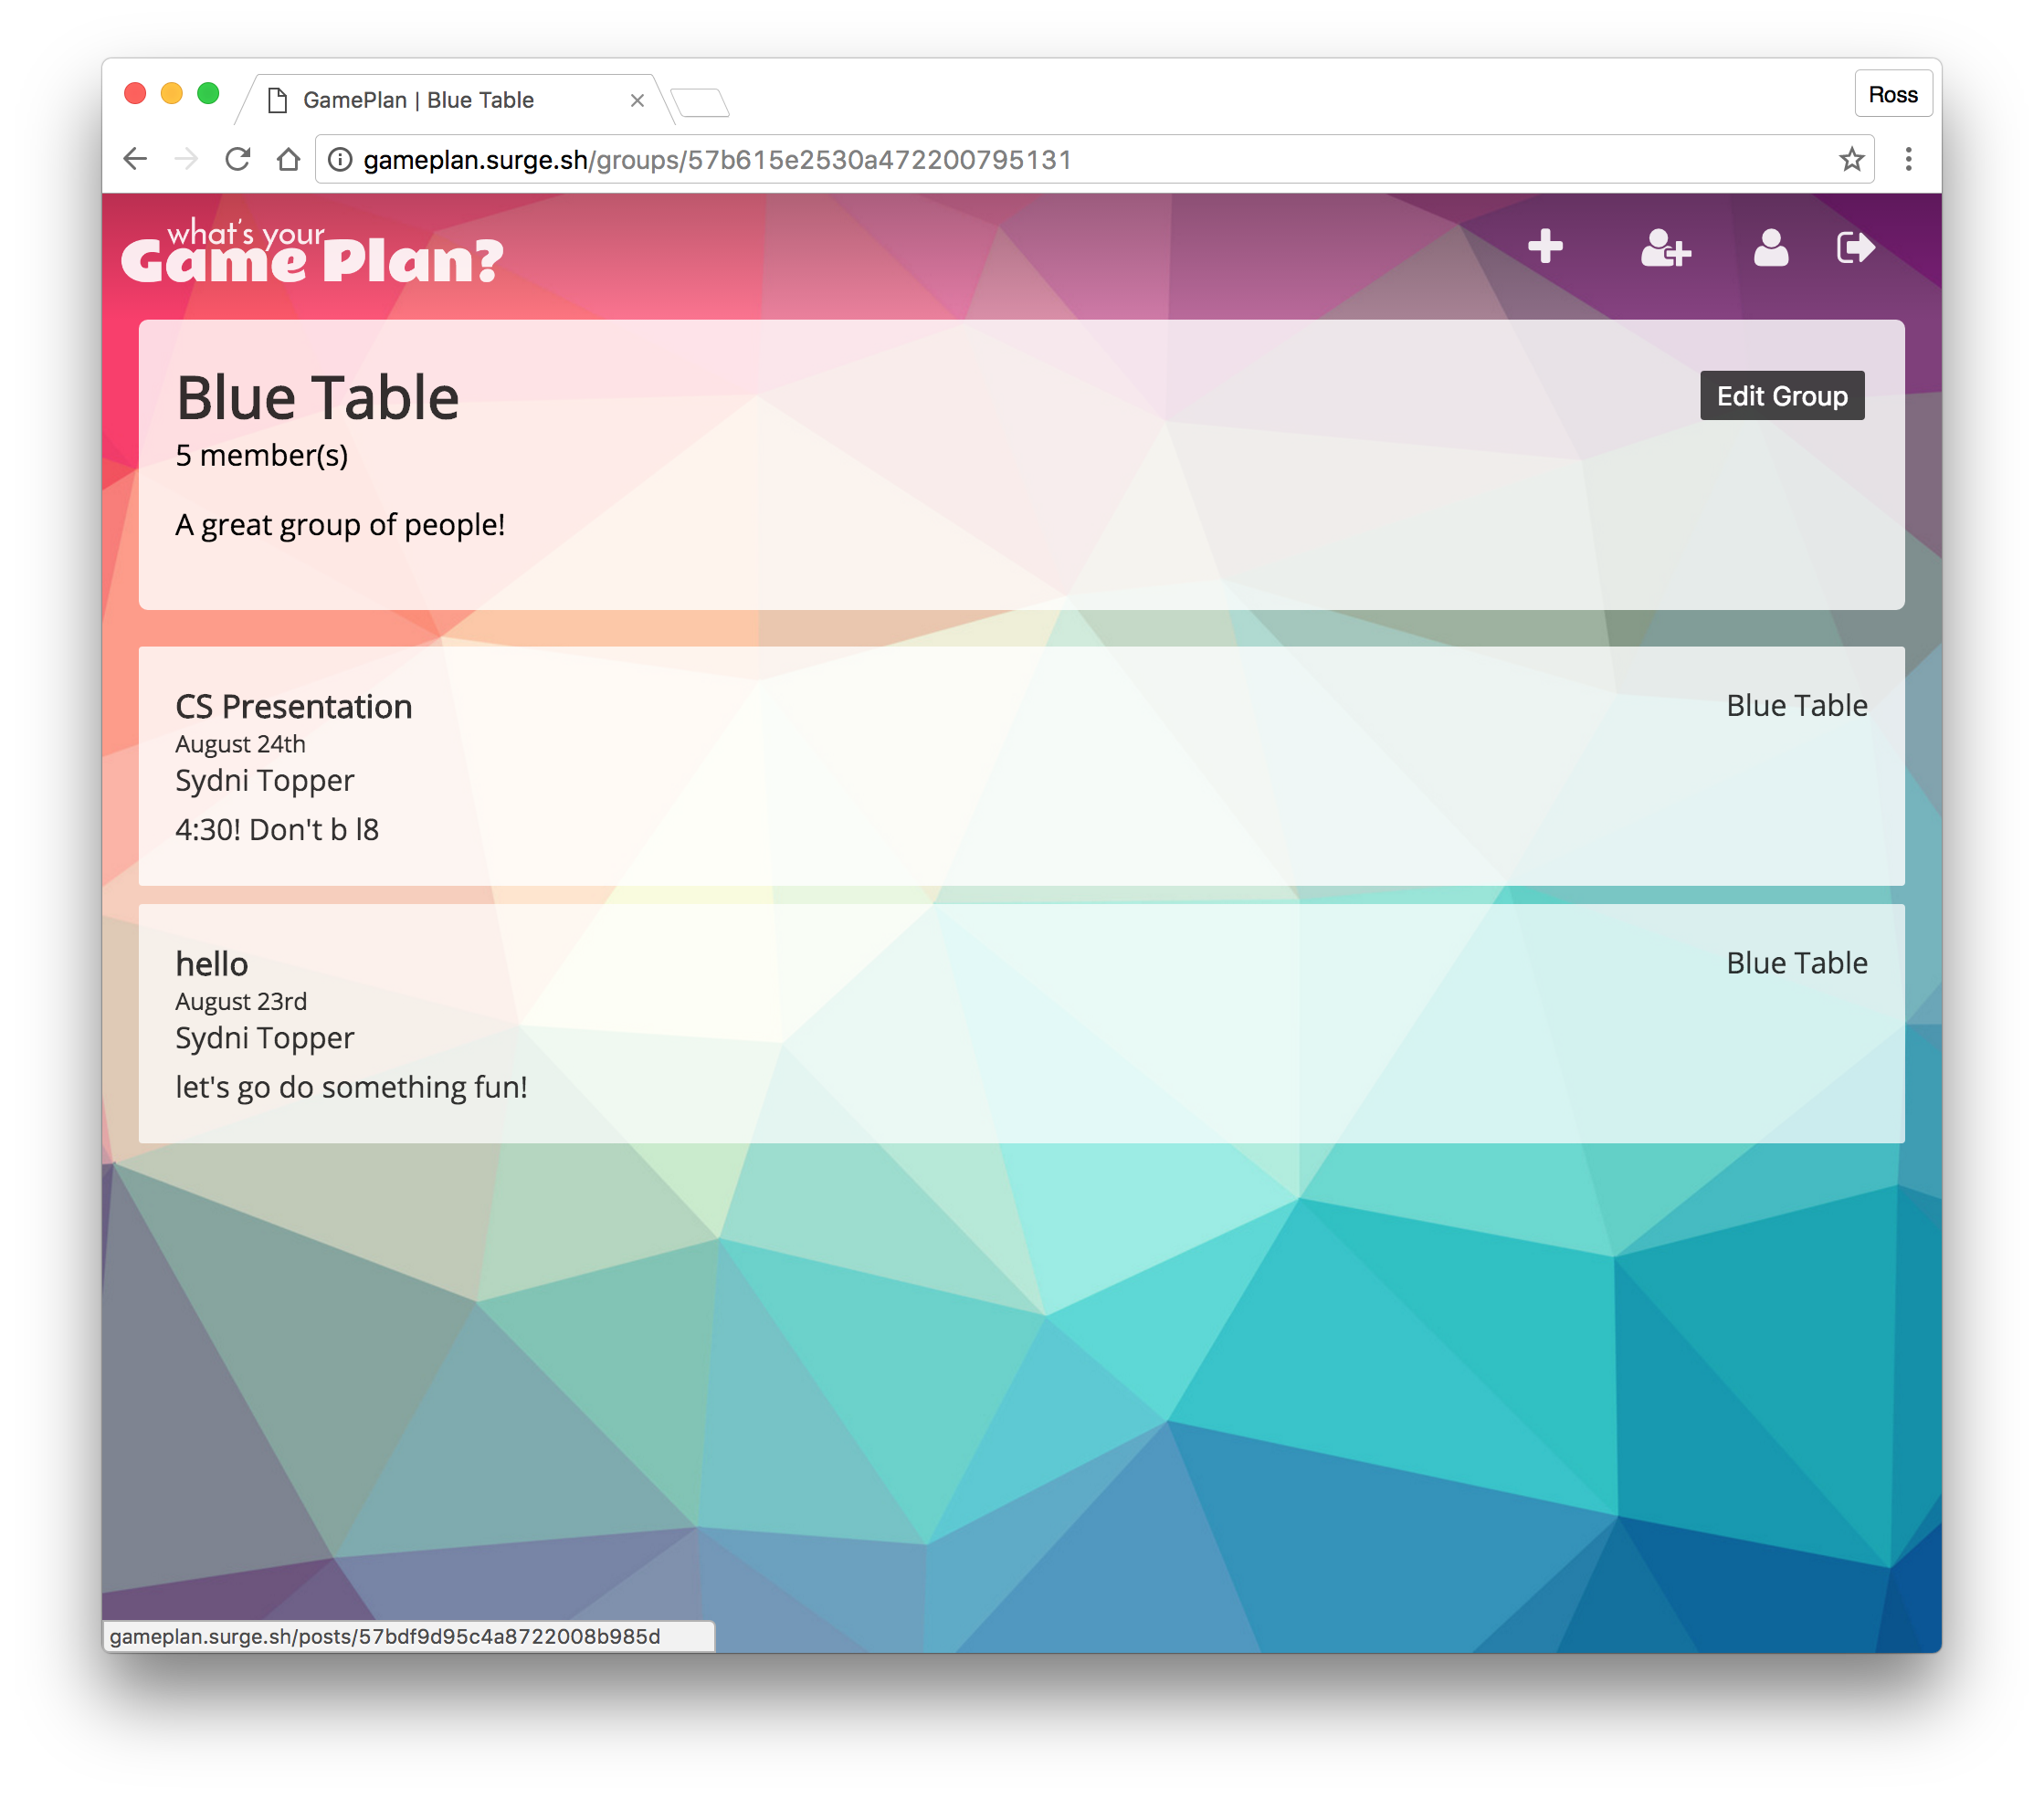 GamePlan | Blue Table
Ross
gameplan.surge.sh/groups/57b615e2530a472200795131
what's your
Game Plan?
Blue Table
Edit Group
5 member(s)
A great group of people!
CS Presentation
Blue Table
August 24th
Sydni Topper
4:30! Don't b l8
hello
Blue Table
August 23rd
Sydni Topper
let's go do something fun!
gameplan.surge.sh/posts/57bdf9d95c4a8722008b985d